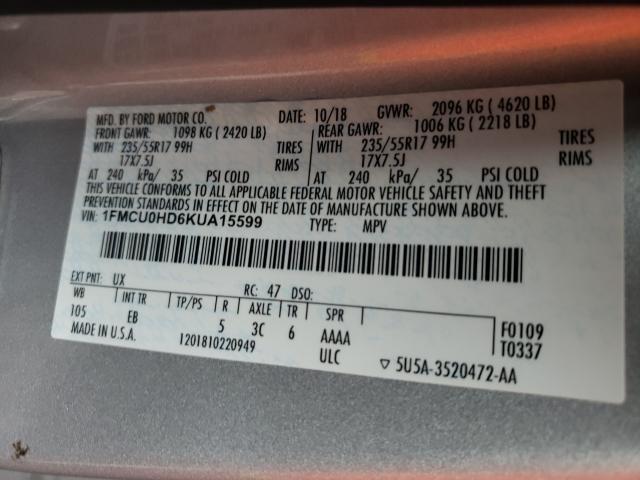 MFD. BY FORD MOTOR CO. DATE: 10/18 GVWR: 2096 KG ( 4620 LB)
FRONT GAWR: 1098 KG ( 2420 LB) REAR GAWR: 1006 KG ( 2218 LB)
WITH 235/55R17 99H TIRES WITH 235/55R17 99H TIRES
17X7.5J RIMS 17X7.5J RIMS
AT 240 kPa/ 35 PSI COLD AT 240 kPa/ 35 PSI COLD
THIS VEHICLE CONFORMS TO ALL APPLICABLE FEDERAL MOTOR VEHICLE SAFETY AND THEFT
PREVENTION STANDARDS IN EFFECT ON THE DATE OF MANUFACTURE SHOWN ABOVE.
VIN: 1FMCU0HD6KUA15599 TYPE: MPV
EXT PNT: UX RC: 47 DSO:
WB INT TR TP/PS R AXLE TR SPR
105 EB 5 3C 6 AAAA F0109
MADE IN U.S.A. 1201810220949 ULC T0337
▽ 5U5A-3520472-AA